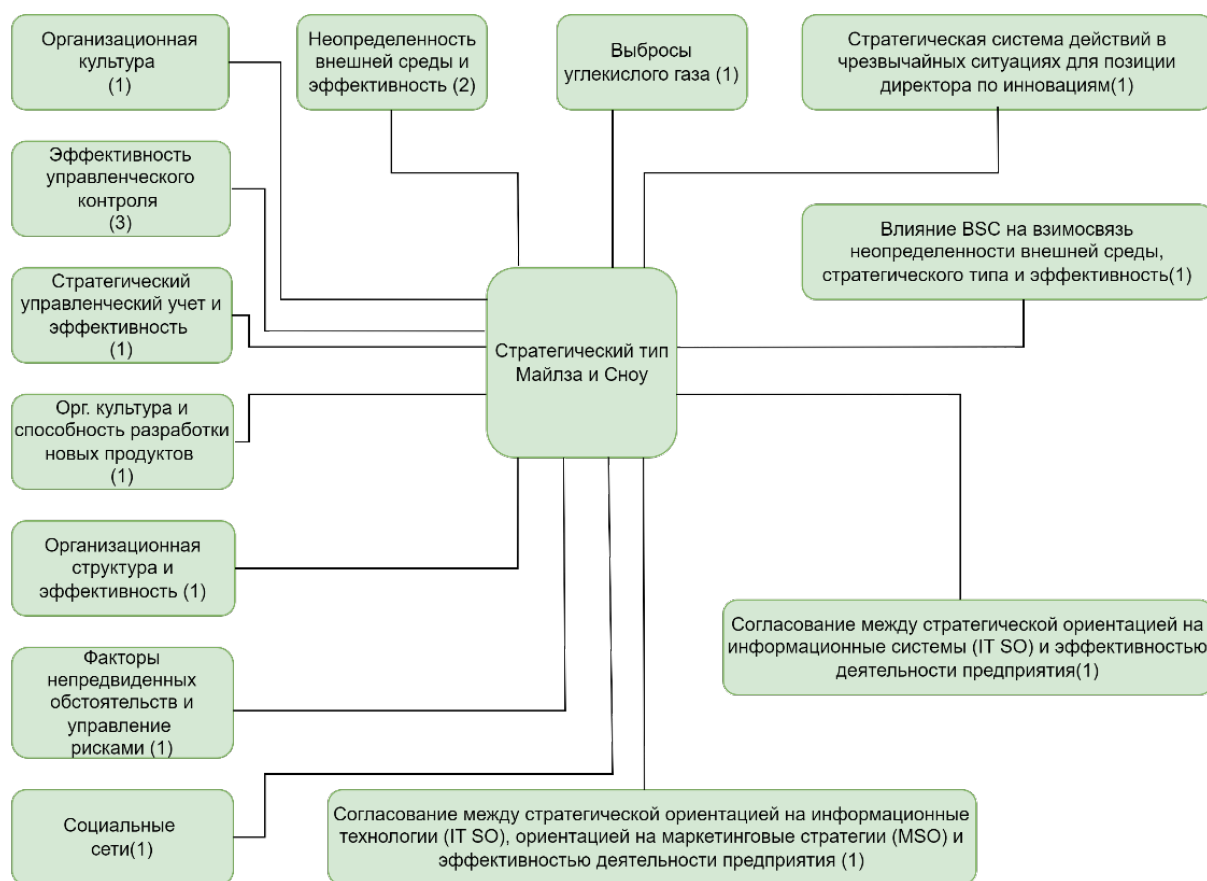 Организационная
культура
(1)
Неопределенность
внешней среды и
эффективность (2)
Выбросы
углекислого газа (1)
Стратегическая система действий в
чрезвычайных ситуациях для позиции
директора по инновациям(1)
Эффективность
управленческого
контроля
(3)
Влияние BSC на взимосвязь
неопределенности внешней среды,
стратегического типа и эффективность(1)
Стратегический
управленческий учет и
эффективность
(1)
Стратегический тип
Майлза и Сноу
Орг. культура и
способность разработки
новых продуктов
(1)
Организационная
структура и
эффективность (1)
Согласование между стратегической ориентацией на
информационные системы (IT SO) и эффективностью
деятельности предприятия(1)
Факторы
непредвиденных
обстоятельств и
управление
рисками (1)
Социальные
сети(1)
Согласование между стратегической ориентацией на информационные
технологии (IT SO), ориентацией на маркетинговые стратегии (MSO) и
эффективностью деятельности предприятия (1)